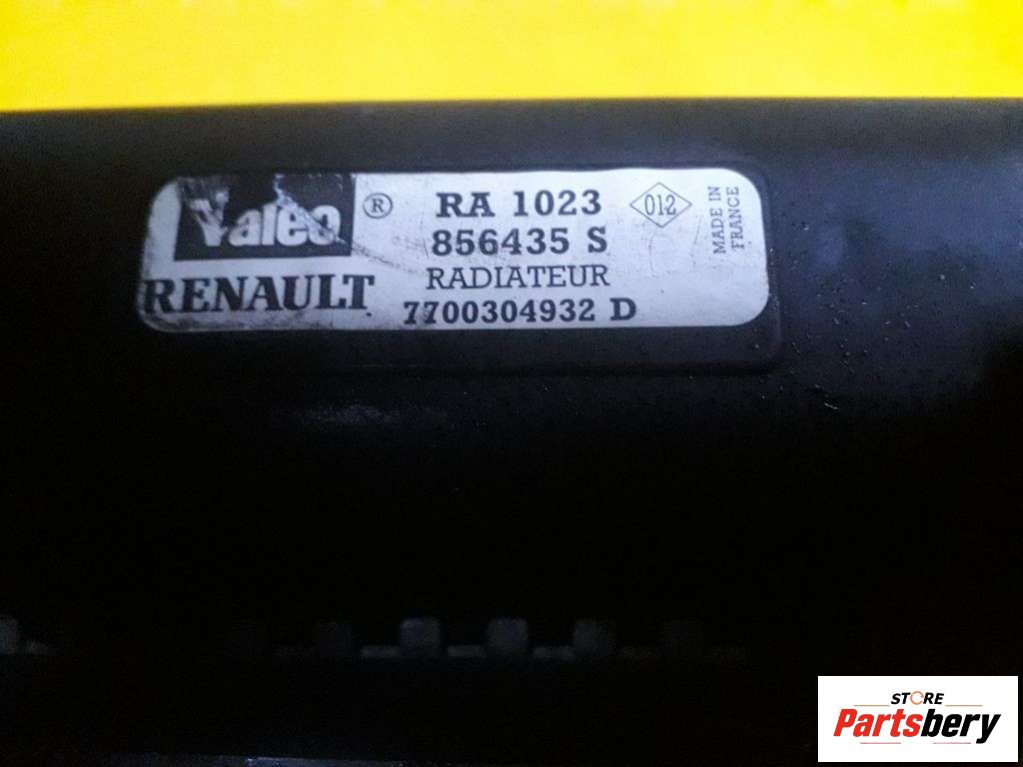 Valeo ®
RENAULT
RA 1023
856435 S
RADIATEUR
7700304932 D
012
MADE IN
FRANCE
STORE
Partsbery